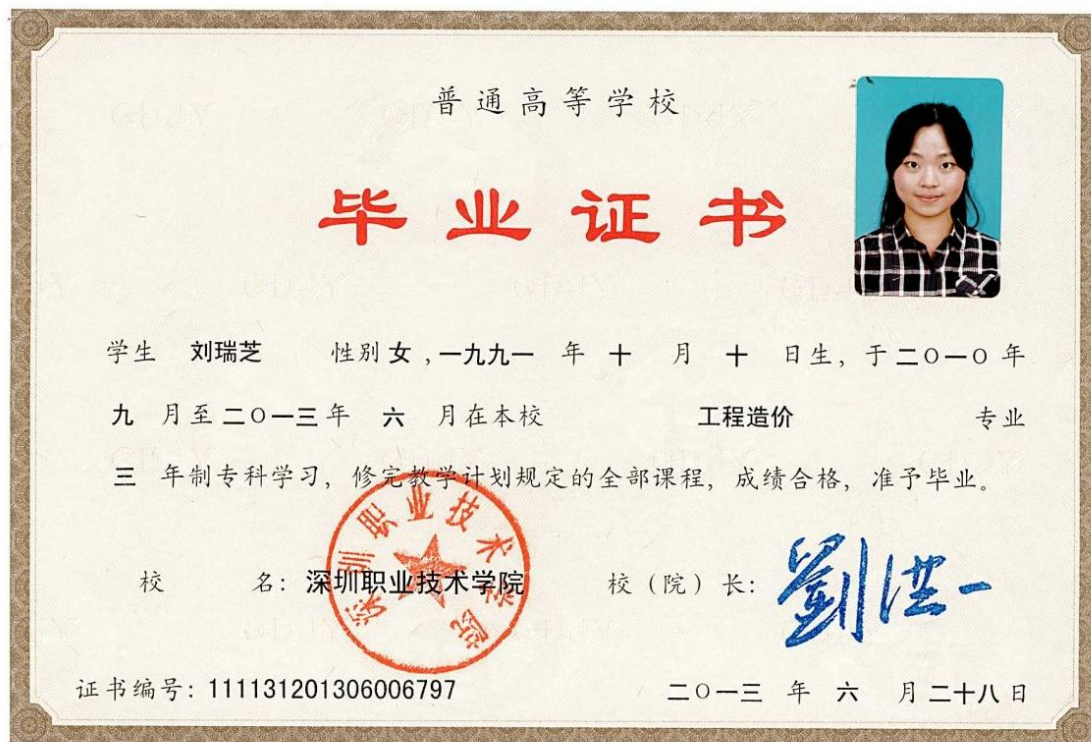 普通高等学校
毕业证书
学生 刘瑞芝 性别女,一九九一 年 十 月 十 日生,于二〇一〇年
九 月至二〇一三年 六 月在本校 工程造价 专业
三 年制专科学习,修完教学计划规定的全部课程,成绩合格,准予毕业。
深圳职业技术学院
校 名:深圳职业技术学院 校(院)长:劉洪一
证书编号:111131201306006797 二〇一三 年 六 月二十八日